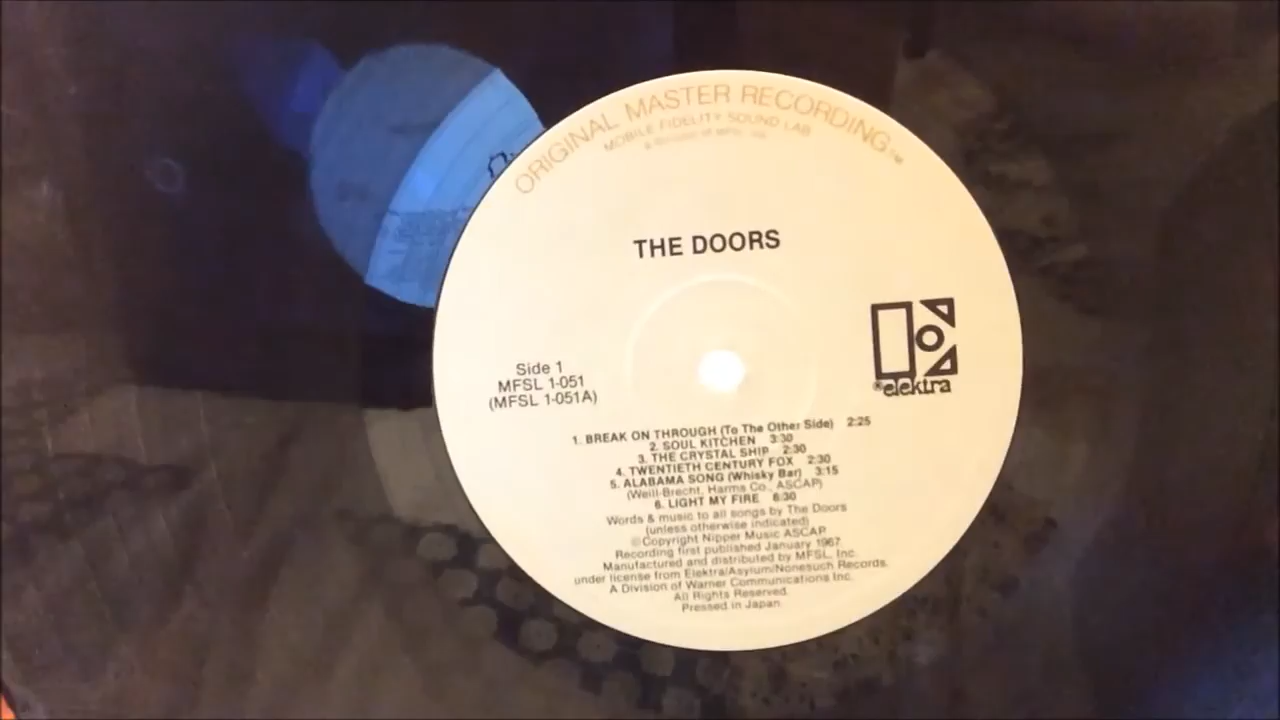 ORIGINAL MASTER RECORDING™
MOBILE FIDELITY SOUND LAB
THE DOORS
Side 1
MFSL 1-051
(MFSL 1-051A)
®elektra
1. BREAK ON THROUGH (To The Other Side) 2:25
2. SOUL KITCHEN 3:30
3. THE CRYSTAL SHIP 2:30
4. TWENTIETH CENTURY FOX 2:30
5. ALABAMA SONG (Whisky Bar) 3:15
(Weill-Brecht, Harms Co., ASCAP)
6. LIGHT MY FIRE 6:30
Words & music to all songs by The Doors
(unless otherwise indicated)
©Copyright Nipper Music ASCAP
Recording first published January 1967
Manufactured and distributed by MFSL, Inc.
under license from Elektra/Asylum/Nonesuch Records.
A Division of Warner Communications Inc.
All Rights Reserved.
Pressed in Japan